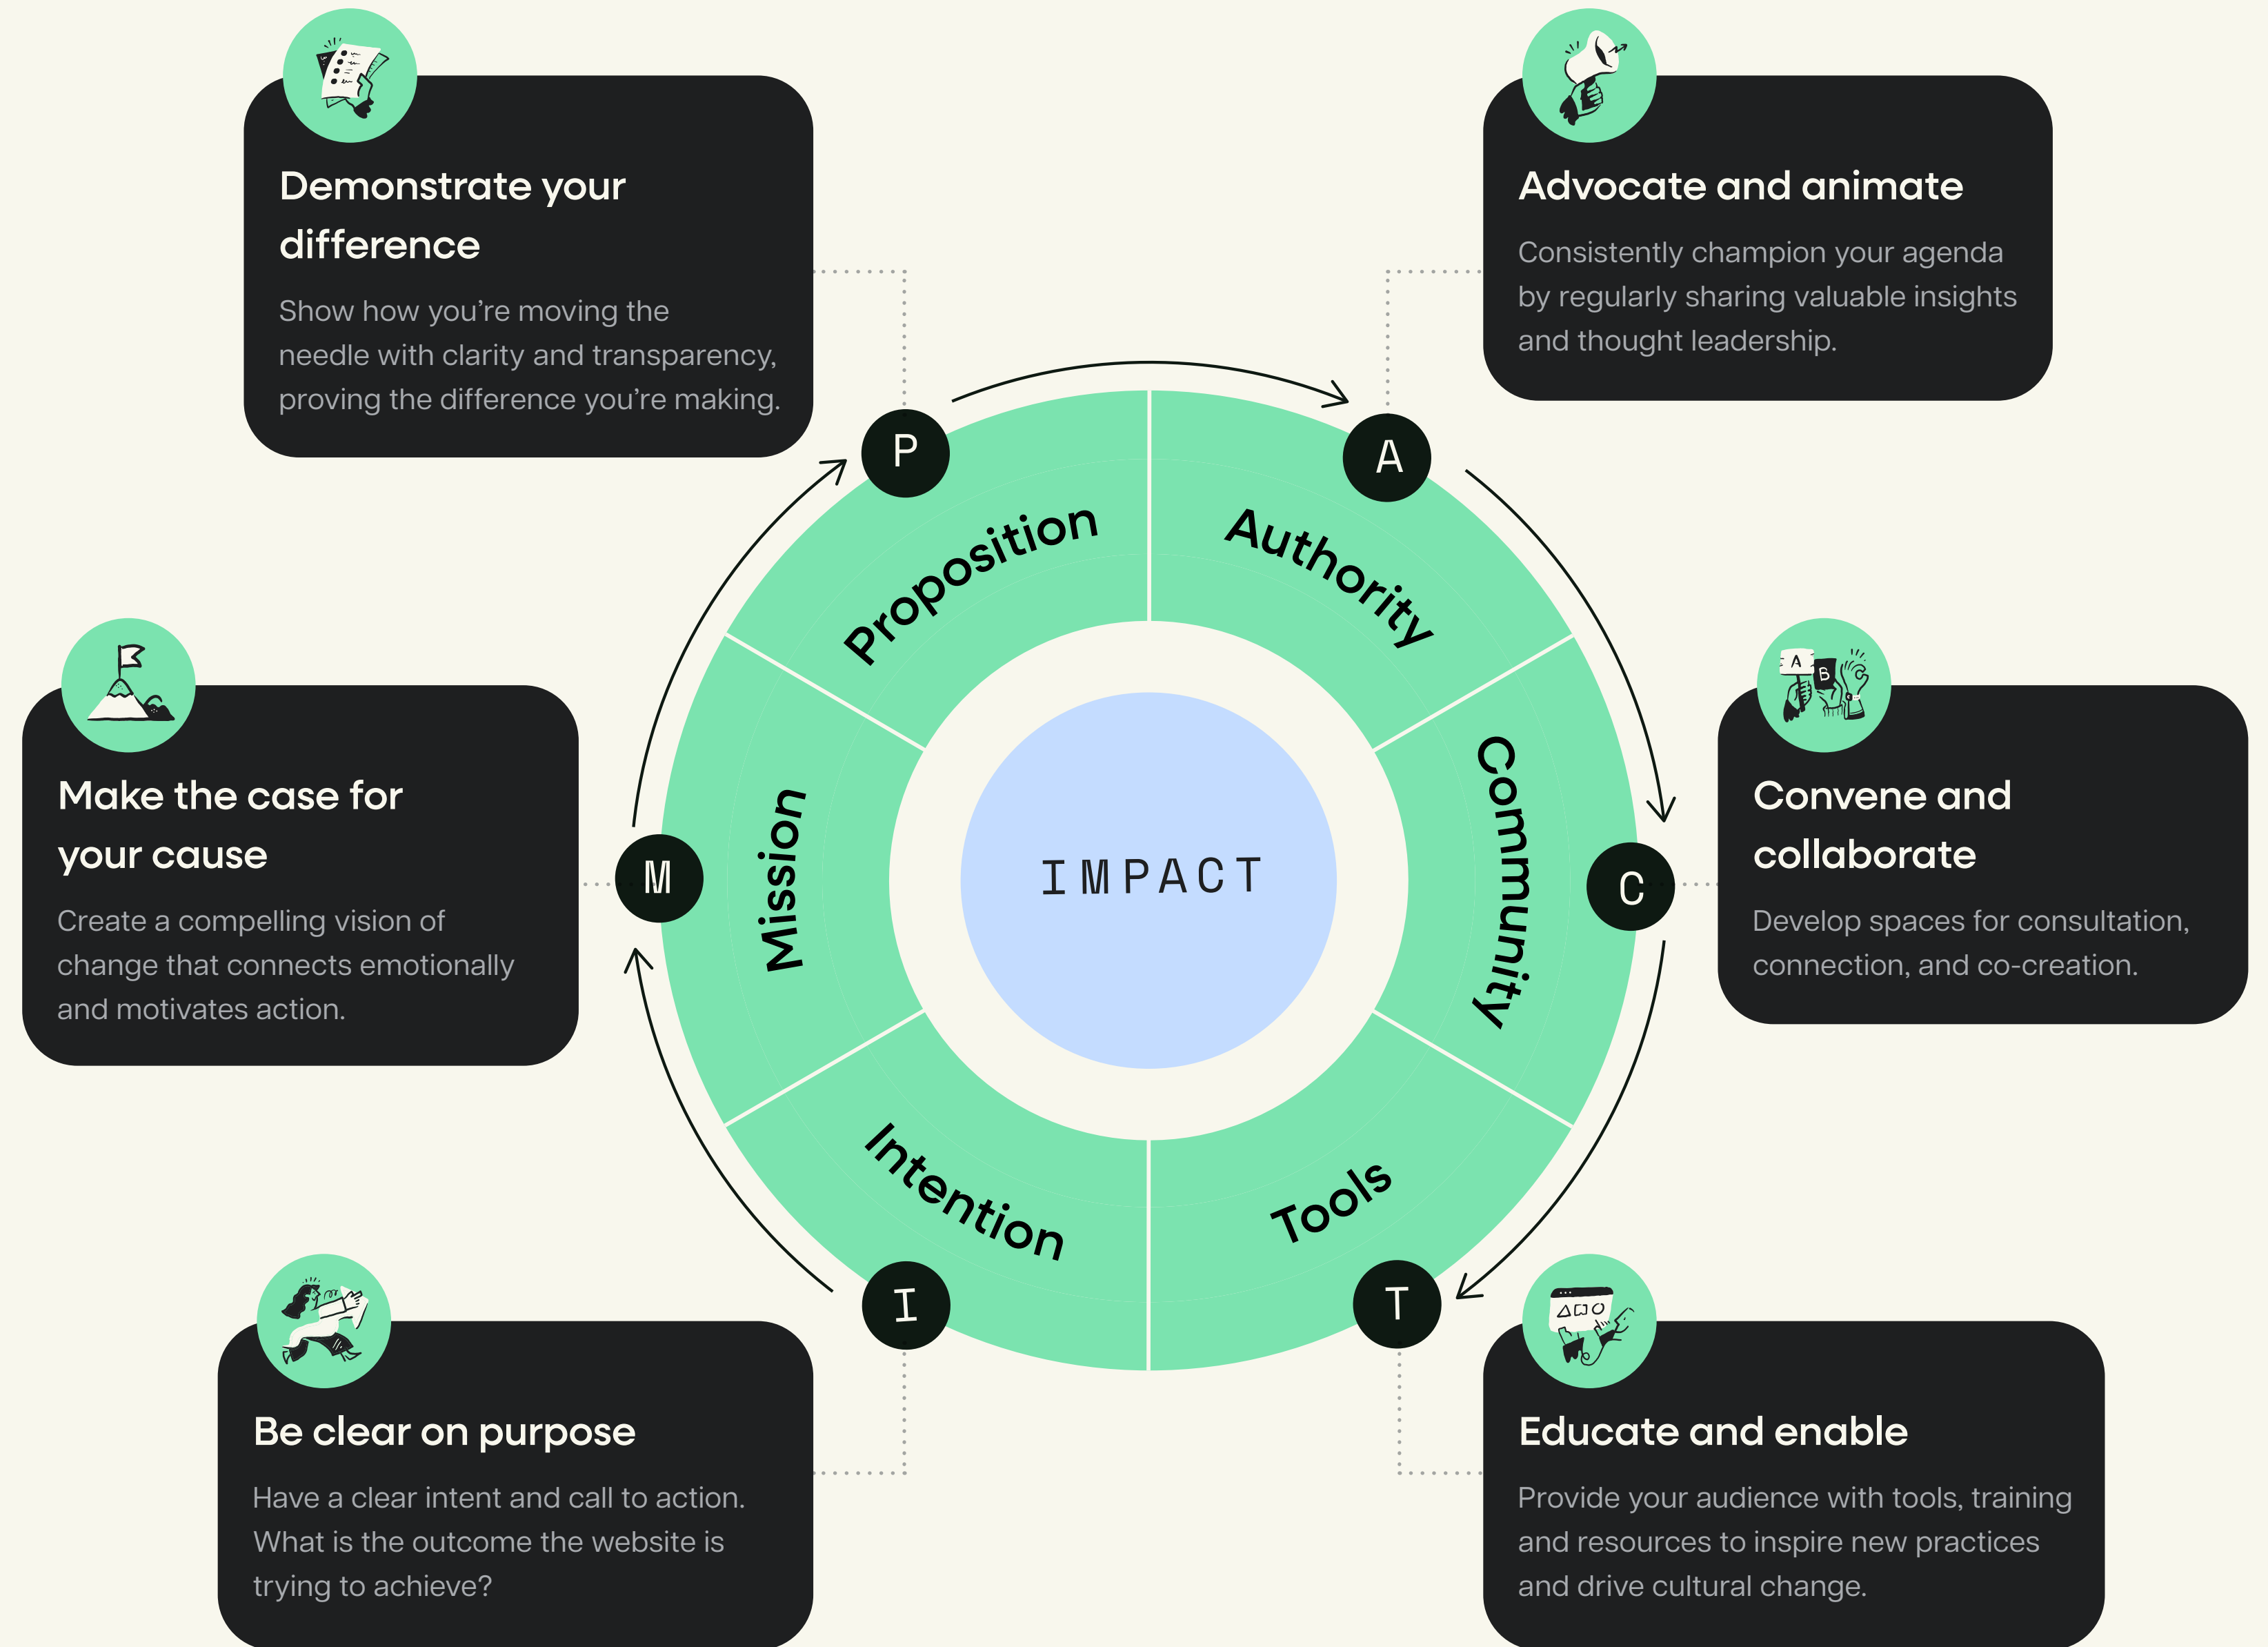 Demonstrate your
difference
Show how you’re moving the
needle with clarity and transparency,
proving the difference you’re making.
Advocate and animate
Consistently champion your agenda
by regularly sharing valuable insights
and thought leadership.
P
A
Proposition
Authority
Make the case for
your cause
Create a compelling vision of
change that connects emotionally
and motivates action.
M
Mission
IMPACT
Community
C
A
B
Convene and
collaborate
Develop spaces for consultation,
connection, and co-creation.
Intention
Tools
I
T
Be clear on purpose
Have a clear intent and call to action.
What is the outcome the website is
trying to achieve?
Educate and enable
Provide your audience with tools, training
and resources to inspire new practices
and drive cultural change.